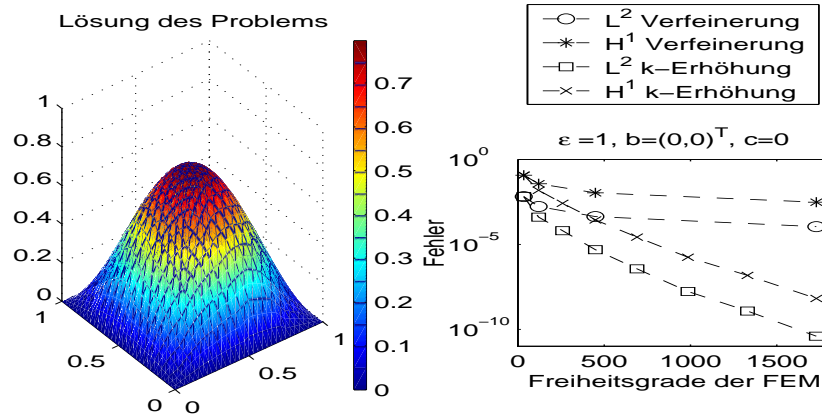 Lösung des Problems
1
0.8
0.6
0.4
0.2
0
1
0.5
0
0
0.5
1
0.7
0.6
0.5
0.4
0.3
0.2
0.1
0
L² Verfeinerung
H¹ Verfeinerung
L² k−Erhöhung
H¹ k−Erhöhung
ε =1, b=(0,0)ᵀ, c=0
Fehler
10⁰
10⁻⁵
10⁻¹⁰
0 500 1000 1500
Freiheitsgrade der FEM